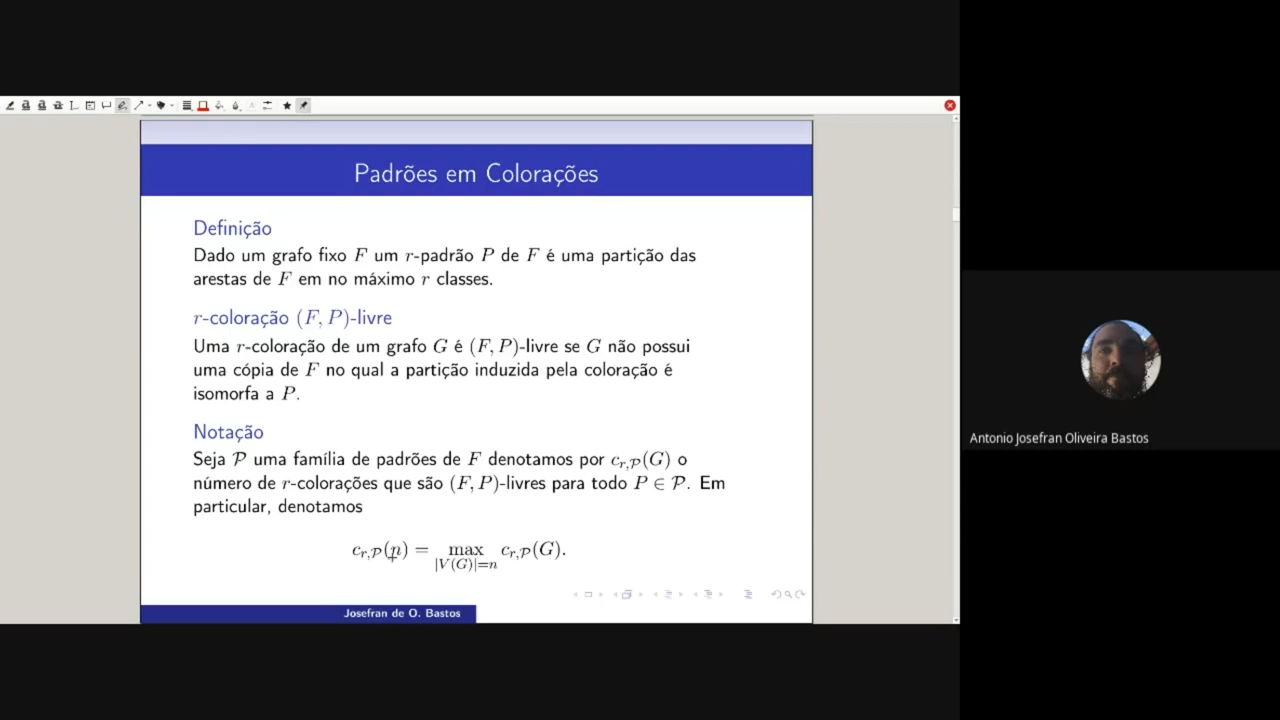 Padrões em Colorações
Definição
Dado um grafo fixo F um r-padrão P de F é uma partição das
arestas de F em no máximo r classes.
r-coloração (F, P)-livre
Uma r-coloração de um grafo G é (F, P)-livre se G não possui
uma cópia de F no qual a partição induzida pela coloração é
isomorfa a P.
Notação
Seja 𝒫 uma família de padrões de F denotamos por c_{r,𝒫}(G) o
número de r-colorações que são (F, P)-livres para todo P ∈ 𝒫. Em
particular, denotamos
c_{r,𝒫}(n) = max_{|V(G)|=n} c_{r,𝒫}(G).
Josefran de O. Bastos
Antonio Josefran Oliveira Bastos